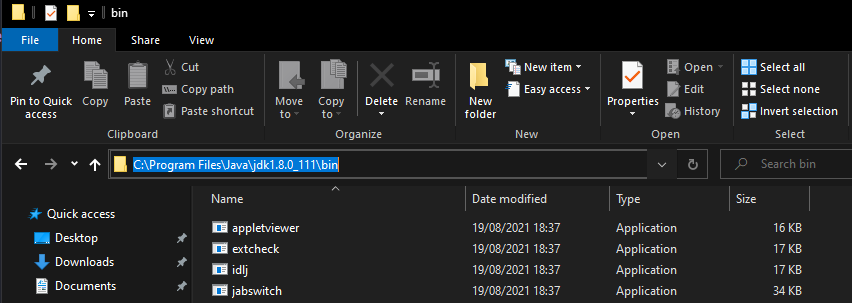 bin
File Home Share View
Pin to Quick access
Copy
Paste
Cut
Copy path
Paste shortcut
Clipboard
Move to
Copy to
Delete
Rename
Organize
New folder
New item
Easy access
New
Properties
Open
Edit
History
Open
Select all
Select none
Invert selection
Select
C:\Program Files\Java\jdk1.8.0_111\bin
Search bin
Quick access
Desktop
Downloads
Documents
Name Date modified Type Size
appletviewer 19/08/2021 18:37 Application 16 KB
extcheck 19/08/2021 18:37 Application 17 KB
idlj 19/08/2021 18:37 Application 17 KB
jabswitch 19/08/2021 18:37 Application 34 KB